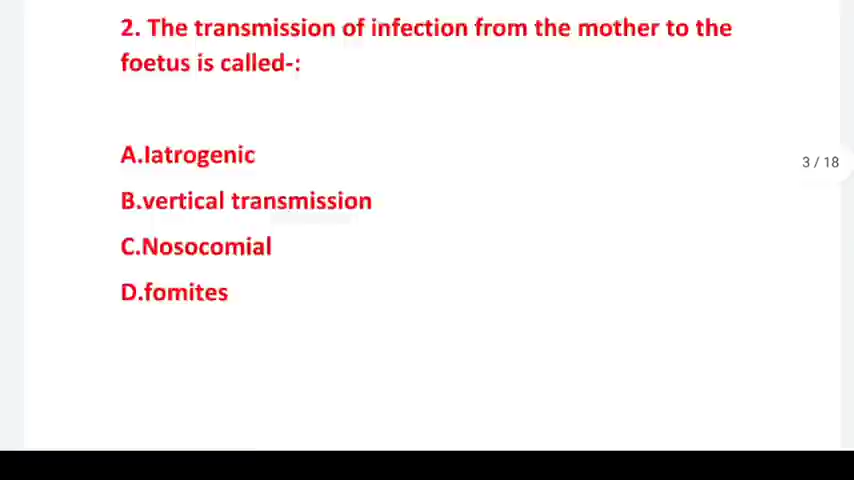 2. The transmission of infection from the mother to the
foetus is called-:
A.Iatrogenic
3 / 18
B.vertical transmission
C.Nosocomial
D.fomites